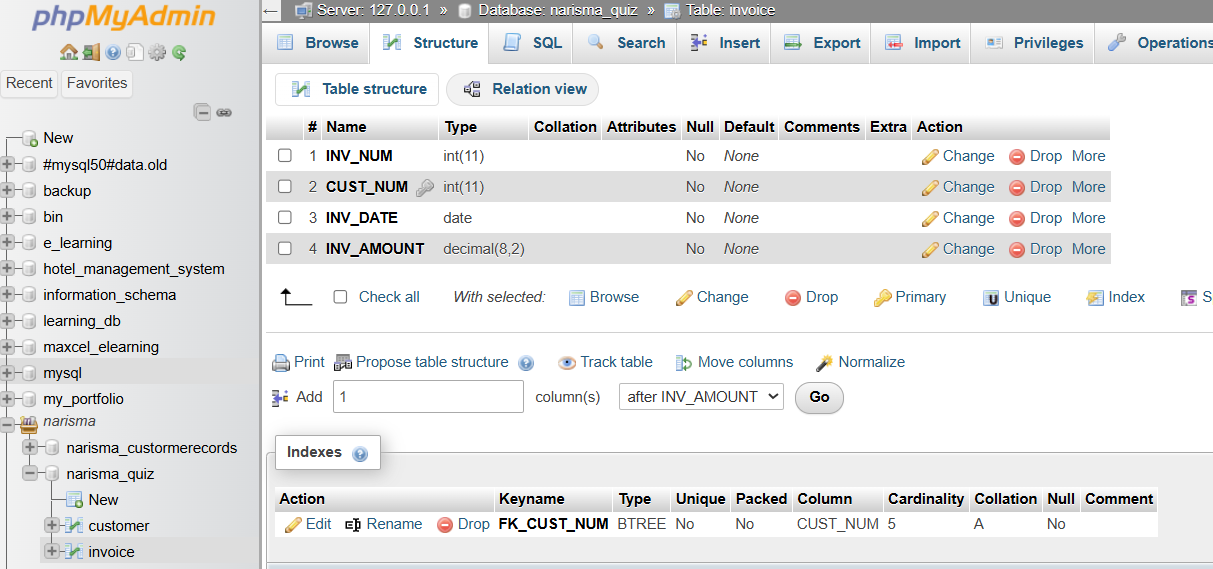 phpMyAdmin
Recent Favorites
New
#mysql50#data.old
backup
bin
e_learning
hotel_management_system
information_schema
learning_db
maxcel_elearning
mysql
my_portfolio
narisma
narisma_custormerecords
narisma_quiz
New
customer
invoice
Server: 127.0.0.1 » Database: narisma_quiz » Table: invoice
Browse Structure SQL Search Insert Export Import Privileges Operations
Table structure Relation view
# Name Type Collation Attributes Null Default Comments Extra Action
1 INV_NUM int(11) No None Change Drop More
2 CUST_NUM int(11) No None Change Drop More
3 INV_DATE date No None Change Drop More
4 INV_AMOUNT decimal(8,2) No None Change Drop More
Check all With selected: Browse Change Drop Primary Unique Index S
Print Propose table structure Track table Move columns Normalize
Add 1 column(s) after INV_AMOUNT Go
Indexes
Action Keyname Type Unique Packed Column Cardinality Collation Null Comment
Edit Rename Drop FK_CUST_NUM BTREE No No CUST_NUM 5 A No